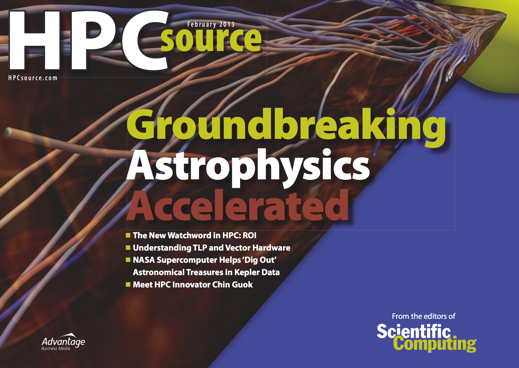 February 2013
HPCsource
HPCsource.com
Groundbreaking
Astrophysics
Accelerated
The New Watchword in HPC: ROI
Understanding TLP and Vector Hardware
NASA Supercomputer Helps ‘Dig Out’
Astronomical Treasures in Kepler Data
Meet HPC Innovator Chin Guok
From the editors of
Scientific
Computing
Advantage
Business Media